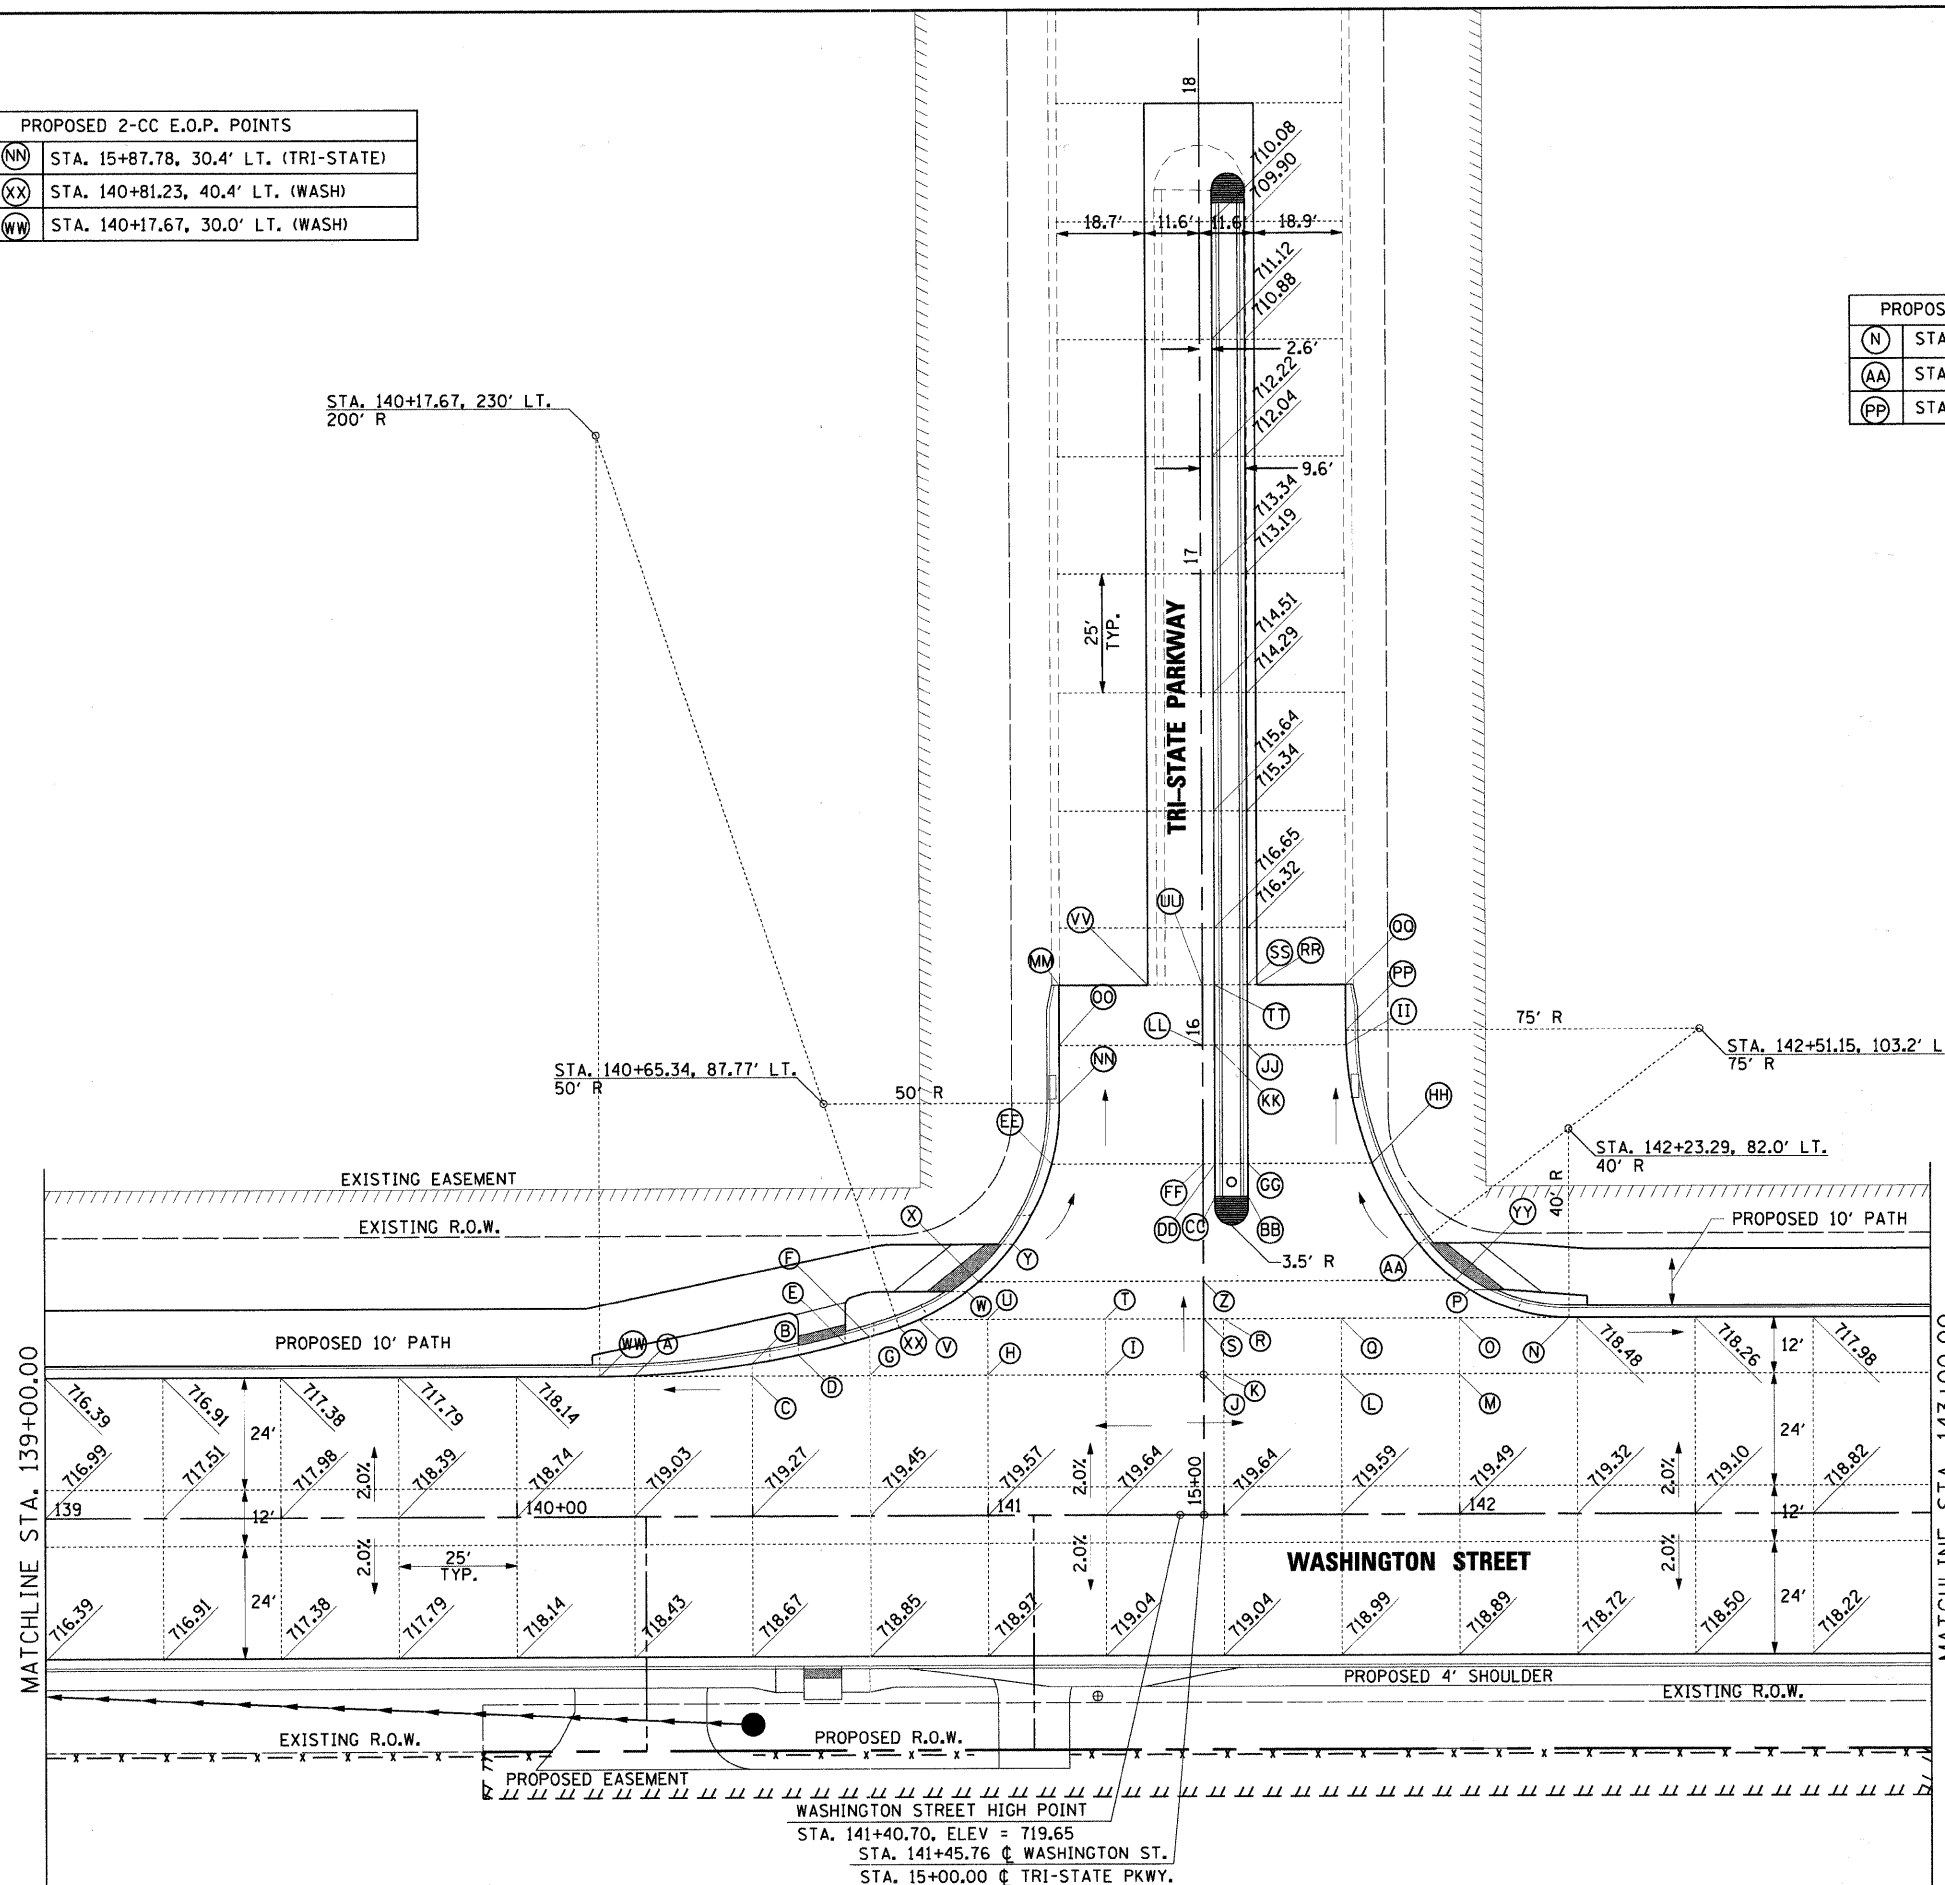 PROPOSED 2-CC E.O.P. POINTS
NN STA. 15+87.78, 30.4' LT. (TRI-STATE)
XX STA. 140+81.23, 40.4' LT. (WASH)
WW STA. 140+17.67, 30.0' LT. (WASH)
18
710.08
709.90
18.7' 11.6' 11.6' 18.9'
711.12
710.88
2.6'
712.22
712.04
9.6'
713.34
713.19
17
714.51
714.29
25'
TYP.
TRI-STATE PARKWAY
715.64
715.34
716.65
716.32
N STA
AA STA
PP STA
STA. 140+17.67, 230' LT.
200' R
UU
VV
QQ
MM
SS RR
PP
OO
TT
II
LL
16
75' R
STA. 142+51.15, 103.2' L
75' R
NN
JJ
KK
STA. 140+65.34, 87.77' LT.
50' R
50' R
HH
EE
STA. 142+23.29, 82.0' LT.
40' R
40' R
EXISTING EASEMENT
FF
GG
X
YY
DD CC BB
PROPOSED 10' PATH
EXISTING R.O.W.
F
Y
3.5' R
AA
E
W U T Z P
PROPOSED 10' PATH
WW A B XX V S R Q O N
G H I
D
C J K L M
718.48
718.26
717.98
12'
MATCHLINE STA. 139+00.00
716.39
716.91
717.38
717.79
718.14
24'
24'
716.99
717.51
717.98
718.39
718.74
719.03
719.27
719.45
719.57
719.64
719.64
719.59
719.49
719.32
719.10
718.82
2.0%
2.0%
2.0%
15+00
139
12'
140+00
141
142
12'
2.0%
2.0%
2.0%
25'
TYP.
WASHINGTON STREET
24'
24'
716.39
716.91
717.38
717.79
718.14
718.43
718.67
718.85
718.97
719.04
719.04
718.99
718.89
718.72
718.50
718.22
PROPOSED 4' SHOULDER
EXISTING R.O.W.
EXISTING R.O.W.
PROPOSED R.O.W.
PROPOSED EASEMENT
WASHINGTON STREET HIGH POINT
STA. 141+40.70, ELEV = 719.65
STA. 141+45.76 ℄ WASHINGTON ST.
STA. 15+00.00 ℄ TRI-STATE PKWY.